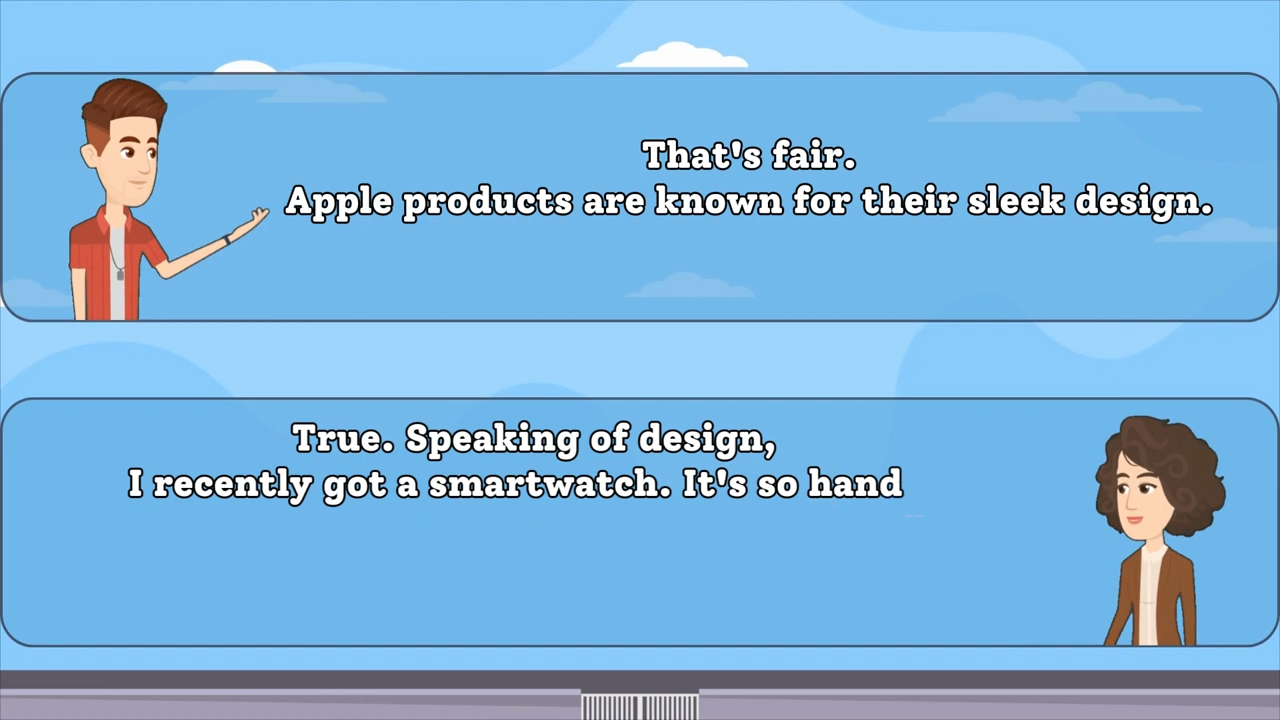 That's fair.
Apple products are known for their sleek design.
True. Speaking of design,
I recently got a smartwatch. It's so hand